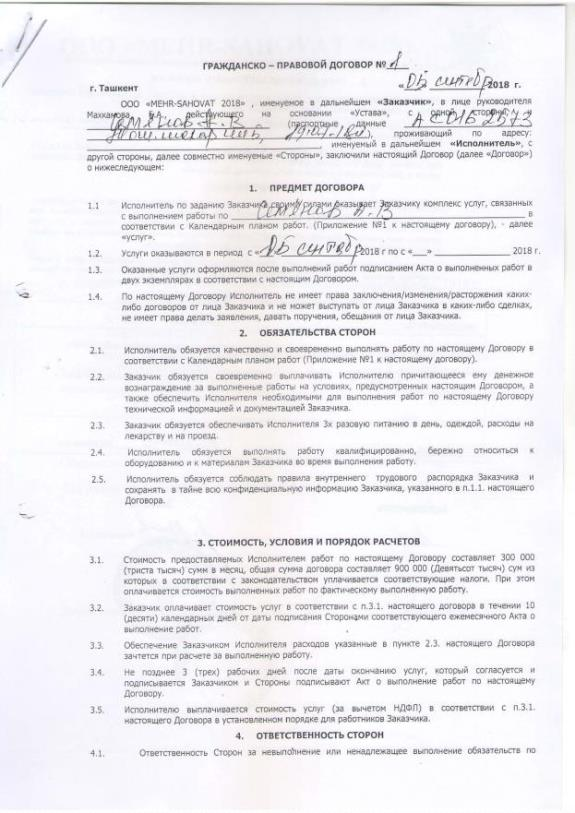 1/
ГРАЖДАНСКО – ПРАВОВОЙ ДОГОВОР № 1
г. Ташкент « 05 » сентябр 2018 г.
ООО «MEHR-SAHOVAT 2018» , именуемое в дальнейшем «Заказчик», в лице руководителя
Махкамова действующего на основании «Устава», с одной стороны,
(паспортные данные
), проживающий по адресу:
, именуемый в дальнейшем «Исполнитель», с
другой стороны, далее совместно именуемые «Стороны», заключили настоящий Договор (далее «Договор»)
о нижеследующем:
1. ПРЕДМЕТ ДОГОВОРА
1.1 Исполнитель по заданию Заказчика своими силами оказывает Заказчику комплекс услуг, связанных
с выполнением работы по в
соответствии с Календарным планом работ. (Приложение №1 к настоящему договору), - далее
«услуг».
1.2. Услуги оказываются в период с « 05 сентябр 2018 г по с «___» 2018 г.
1.3. Оказанные услуги оформляются после выполнений работ подписанием Акта о выполненных работ в
двух экземплярах в соответствии с настоящим Договором.
1.4. По настоящему Договору Исполнитель не имеет права заключения/изменения/расторжения каких-
либо договоров от лица Заказчика и не может выступать от лица Заказчика в каких-либо сделках,
не имеет права делать заявления, давать поручения, обещания от лица Заказчика.
2. ОБЯЗАТЕЛЬСТВА СТОРОН
2.1. Исполнитель обязуется качественно и своевременно выполнять работу по настоящему Договору в
соответствии с Календарным планом работ (Приложение №1 к настоящему договору).
2.2. Заказчик обязуется своевременно выплачивать Исполнителю причитающееся ему денежное
вознаграждение за выполненные работы на условиях, предусмотренных настоящим Договором, а
также обеспечить Исполнителя необходимыми для выполнения работ по настоящему Договору
технической информацией и документацией Заказчика.
2.3. Заказчик обязуется обеспечивать Исполнителя 3х разовую питанию в день, одеждой, расходы на
лекарству и на проезд.
2.4. Исполнитель обязуется выполнять работу квалифицированно, бережно относиться к
оборудованию и к материалам Заказчика во время выполнения работу.
2.5. Исполнитель обязуется соблюдать правила внутреннего трудового распорядка Заказчика и
сохранять в тайне всю конфиденциальную информацию Заказчика, указанного в п.1.1. настоящего
Договора.
3. СТОИМОСТЬ, УСЛОВИЯ И ПОРЯДОК РАСЧЕТОВ
3.1. Стоимость предоставляемых Исполнителем работ по настоящему Договору составляет 300 000
(триста тысяч) сумм в месяц, общая сумма договора составляет 900 000 (Девятьсот тысяч) сум из
которых в соответствии с законодательством уплачивается соответствующие налоги. При этом
оплачивается стоимость выполненных работ по фактическому выполненную работу.
3.2. Заказчик оплачивает стоимость услуг в соответствии с п.3.1. настоящего договора в течении 10
(десяти) календарных дней от даты подписания Сторонами соответствующего ежемесячного Акта о
выполнение работ.
3.3. Обеспечение Заказчиком Исполнителя расходов указанные в пункте 2.3. настоящего Договора
зачтется при расчете за выполненную работу.
3.4. Не позднее 3 (трех) рабочих дней после даты окончанию услуг, который согласуется и
подписывается Заказчиком и Стороны подписывают Акт о выполнение работ по настоящему
Договору.
3.5. Исполнителю выплачивается стоимость услуг (за вычетом НДФЛ) в соответствии с п.3.1.
настоящего Договора в установленном порядке для работников Заказчика.
4. ОТВЕТСТВЕННОСТЬ СТОРОН
4.1. Ответственность Сторон за невыполнение или ненадлежащее выполнение обязательств по